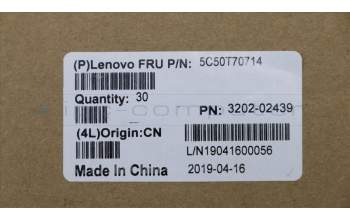 (P)Lenovo FRU P/N: 5C50T70714
Quantity: 30
PN: 3202-02439
(4L)Origin:CN
L/N19041600056
Made In China
2019-04-16